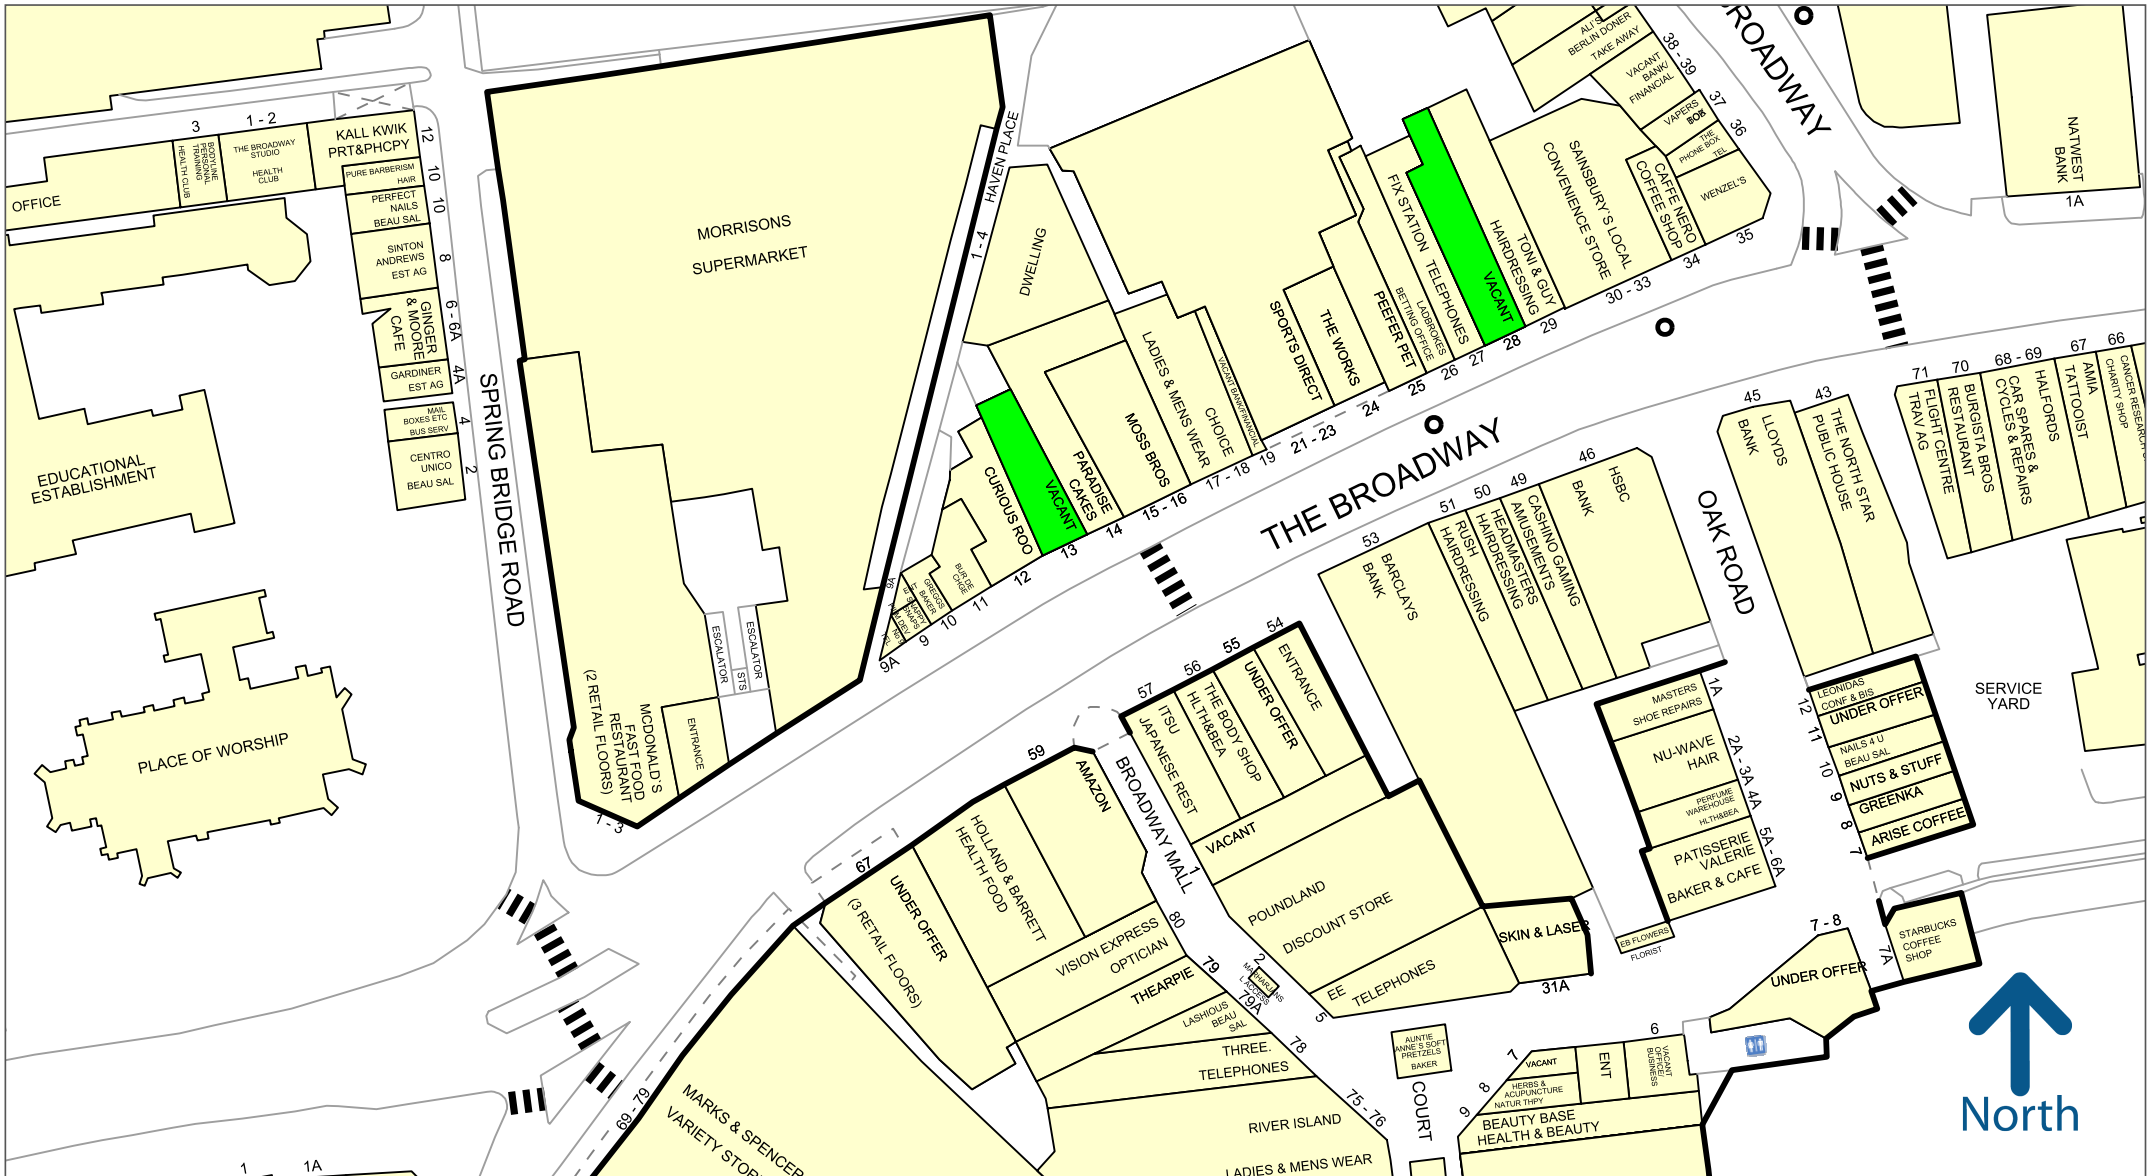 3
1 - 2
12
KALL KWIK
PRT&PHCPY
BODYLINE
PERSONAL
TRAINING
HEALTH CLUB
THE BROADWAY
STUDIO
HEALTH
CLUB
OFFICE
PURE BARBERISM
HAIR
10
PERFECT
NAILS
BEAU SAL
10
SINTON
ANDREWS
EST AG
8
GINGER
& MOORE
CAFE
6 - 6A
GARDINER
EST AG
4A
MAIL
BOXES ETC
BUS SERV
4
CENTRO
UNICO
BEAU SAL
2
EDUCATIONAL
ESTABLISHMENT
PLACE OF WORSHIP
SPRING BRIDGE ROAD
MORRISONS
SUPERMARKET
HAVEN PLACE
1 - 4
DWELLING
ESCALATOR
STS
ESCALATOR
ENTRANCE
MCDONALD`S
FAST FOOD
RESTAURANT
(2 RETAIL FLOORS)
1 - 3
9A
9A
SNAPPY
SNAPS
9
GREGGS
BAKER
10
BUR DE
CHGE
11
CURIOUS ROO
12
VACANT
13
PARADISE
CAKES
14
MOSS BROS
15 - 16
LADIES & MENS WEAR
CHOICE
17 - 18
VACANT BANK/FINANCIAL
19
SPORTS DIRECT
21 - 23
THE WORKS
24
PEEFER PET
25
LADBROKES
BETTING OFFICE
26
FIX STATION
TELEPHONES
27
VACANT
28
TONI & GUY
HAIRDRESSING
29
SAINSBURY`S LOCAL
CONVENIENCE STORE
30 - 33
CAFFE NERO
COFFEE SHOP
34
WENZEL'S
35
THE
PHONE BOX
TEL
36
VAPERS
BOX
37
VACANT
BANK/
FINANCIAL
38 - 39
ALI`S
BERLIN DONER
TAKE AWAY
BROADWAY
NATWEST
BANK
1A
THE BROADWAY
53
BARCLAYS
BANK
51
RUSH
HAIRDRESSING
50
HEADMASTERS
HAIRDRESSING
49
CASHINO GAMING
AMUSEMENTS
46
HSBC
BANK
OAK ROAD
45
LLOYDS
BANK
43
THE NORTH STAR
PUBLIC HOUSE
71
FLIGHT CENTRE
TRAV AG
70
BURGISTA BROS
RESTAURANT
68 - 69
HALFORDS
CAR SPARES &
CYCLES & REPAIRS
67
AMIA
TATTOOIST
66
CANCER RESEARCH
CHARITY SHOP
SERVICE
YARD
54
ENTRANCE
55
UNDER OFFER
56
THE BODY SHOP
HLTH&BEA
57
ITSU
JAPANESE REST
VACANT
1
BROADWAY MALL
59
AMAZON
HOLLAND & BARRETT
HEALTH FOOD
67
UNDER OFFER
(3 RETAIL FLOORS)
VISION EXPRESS
OPTICIAN
80
THEARPIE
79
LASHIOUS
BEAU
SAL
79A
THREE.
TELEPHONES
78
RIVER ISLAND
LADIES & MENS WEAR
75 - 76
MARKS & SPENCER
69 - 79
1
1A
POUNDLAND
DISCOUNT STORE
2
EE
TELEPHONES
5
SKIN & LASER
31A
1A
MASTERS
SHOE REPAIRS
NU-WAVE
HAIR
2A - 3A
PERFUME
WAREHOUSE
HLTH&BEA
4A
PATISSERIE
VALERIE
BAKER & CAFE
5A - 6A
EB FLOWERS
FLORIST
12
LEONIDAS
CONF & BIS
UNDER OFFER
11
NAILS 4 U
BEAU SAL
10
NUTS & STUFF
9
GREENKA
8
ARISE COFFEE
7
7 - 8
UNDER OFFER
7A
STARBUCKS
COFFEE
SHOP
AUNTIE
ANNE`S SOFT
PRETZELS
BAKER
COURT
7
VACANT
8
HERBS &
ACUPUNCTURE
NATUR THPY
ENT
6
VACANT
OFFICE/
BUSINESS
9
BEAUTY BASE
HEALTH & BEAUTY
North